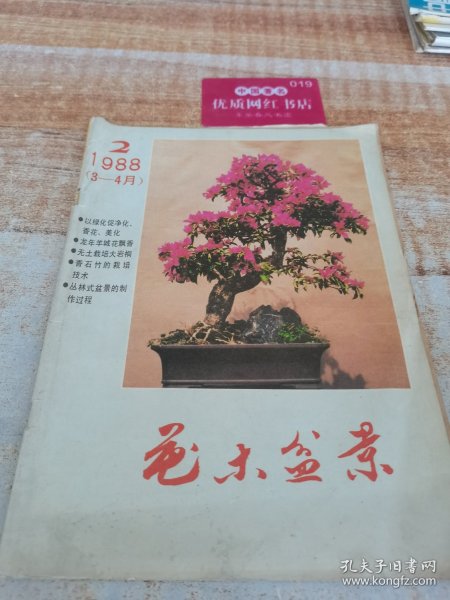 019
中国著名
优质网红书店
2
1988
(3—4月)
●以绿化促净化、
香花、美化
●龙年羊城花飘香
●无土栽培大岩桐
●香石竹的栽培
技术
●丛林式盆景的制
作过程
花木盆景
孔夫子旧书网
www.kongfz.com